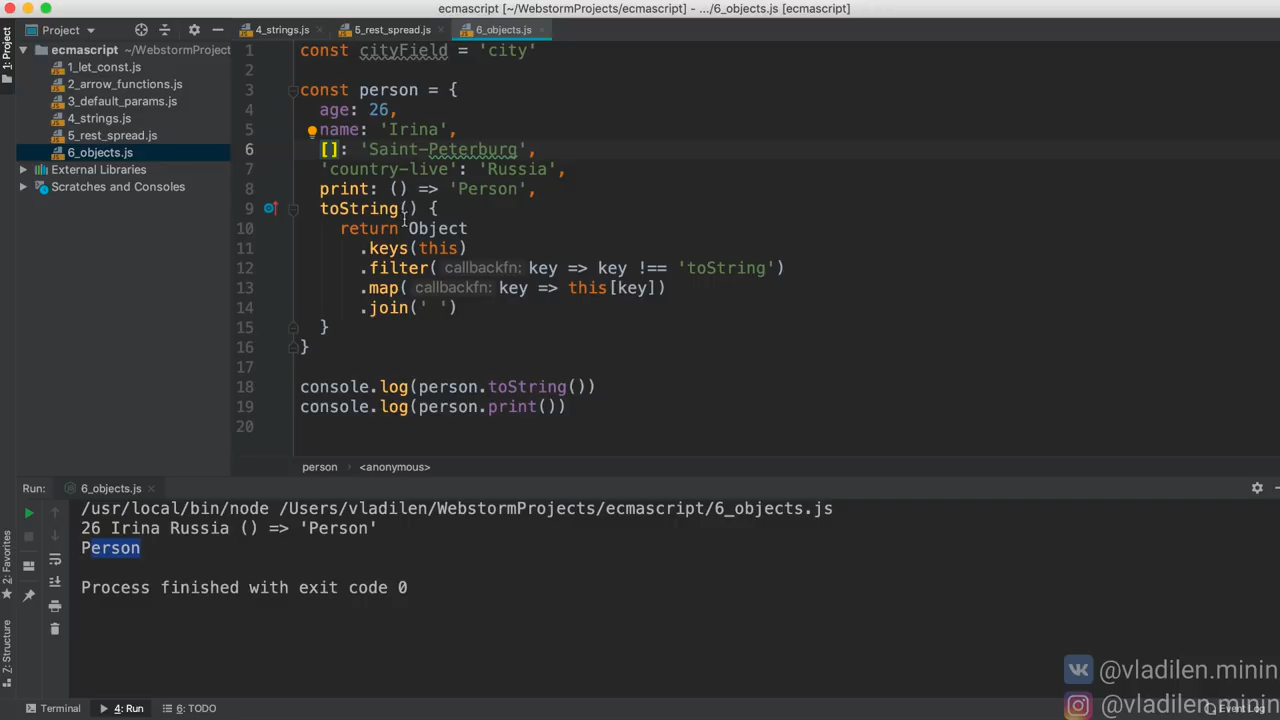 ecmascript [~/WebstormProjects/ecmascript] - .../6_objects.js [ecmascript]
Project
4_strings.js
5_rest_spread.js
6_objects.js
1: Project
ecmascript ~/WebstormProject
1_let_const.js
2_arrow_functions.js
3_default_params.js
4_strings.js
5_rest_spread.js
6_objects.js
External Libraries
Scratches and Consoles
1 const cityField = 'city'
2
3 const person = {
4 age: 26,
5 name: 'Irina',
6 []: 'Saint-Peterburg',
7 'country-live': 'Russia',
8 print: () => 'Person',
9 toString() {
10 return Object
11 .keys(this)
12 .filter( callbackfn: key => key !== 'toString')
13 .map( callbackfn: key => this[key])
14 .join(' ')
15 }
16 }
17
18 console.log(person.toString())
19 console.log(person.print())
20
person > <anonymous>
Run: 6_objects.js
/usr/local/bin/node /Users/vladilen/WebstormProjects/ecmascript/6_objects.js
26 Irina Russia () => 'Person'
Person
Process finished with exit code 0
2: Favorites
7: Structure
@vladilen.minin
@vladilen.minin
Terminal
4: Run
6: TODO
Event Log